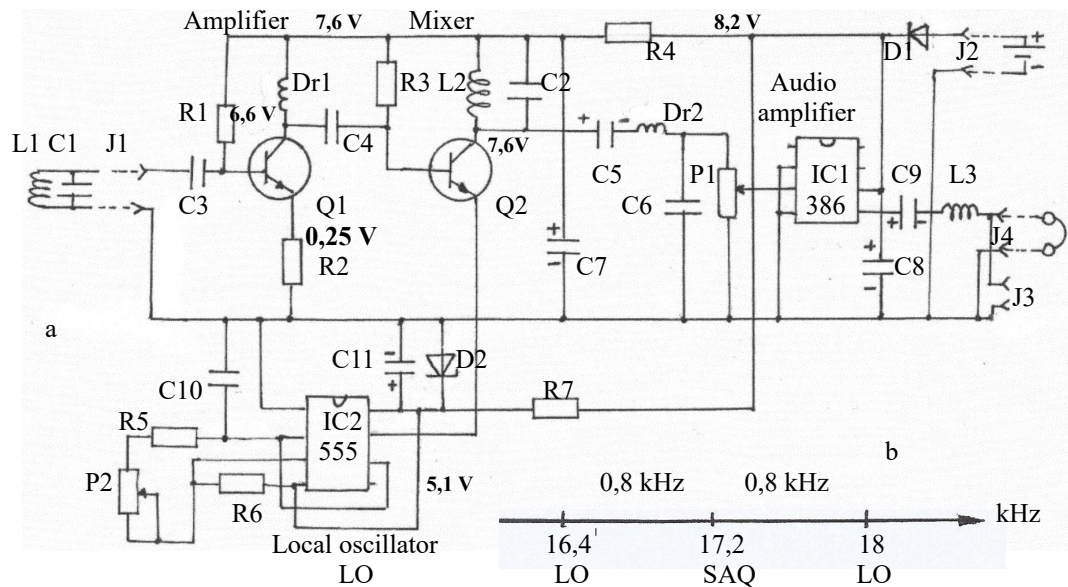 Amplifier 7,6 V Mixer 8,2 V
R4 D1 J2 + -
Dr1 R3 L2 C2 Audio
R1 6,6 V Dr2 amplifier
L1 C1 J1 C4 7,6V + - P1 IC1 C9 L3
C3 Q1 Q2 C5 C6 386 + -
0,25 V J4
R2 + - C7 + - C8
J3
a C11 - + D2
C10 R7
R5 IC2
555 b
P2 5,1 V 0,8 kHz 0,8 kHz
R6 kHz
Local oscillator 16,4 17,2 18
LO LO SAQ LO